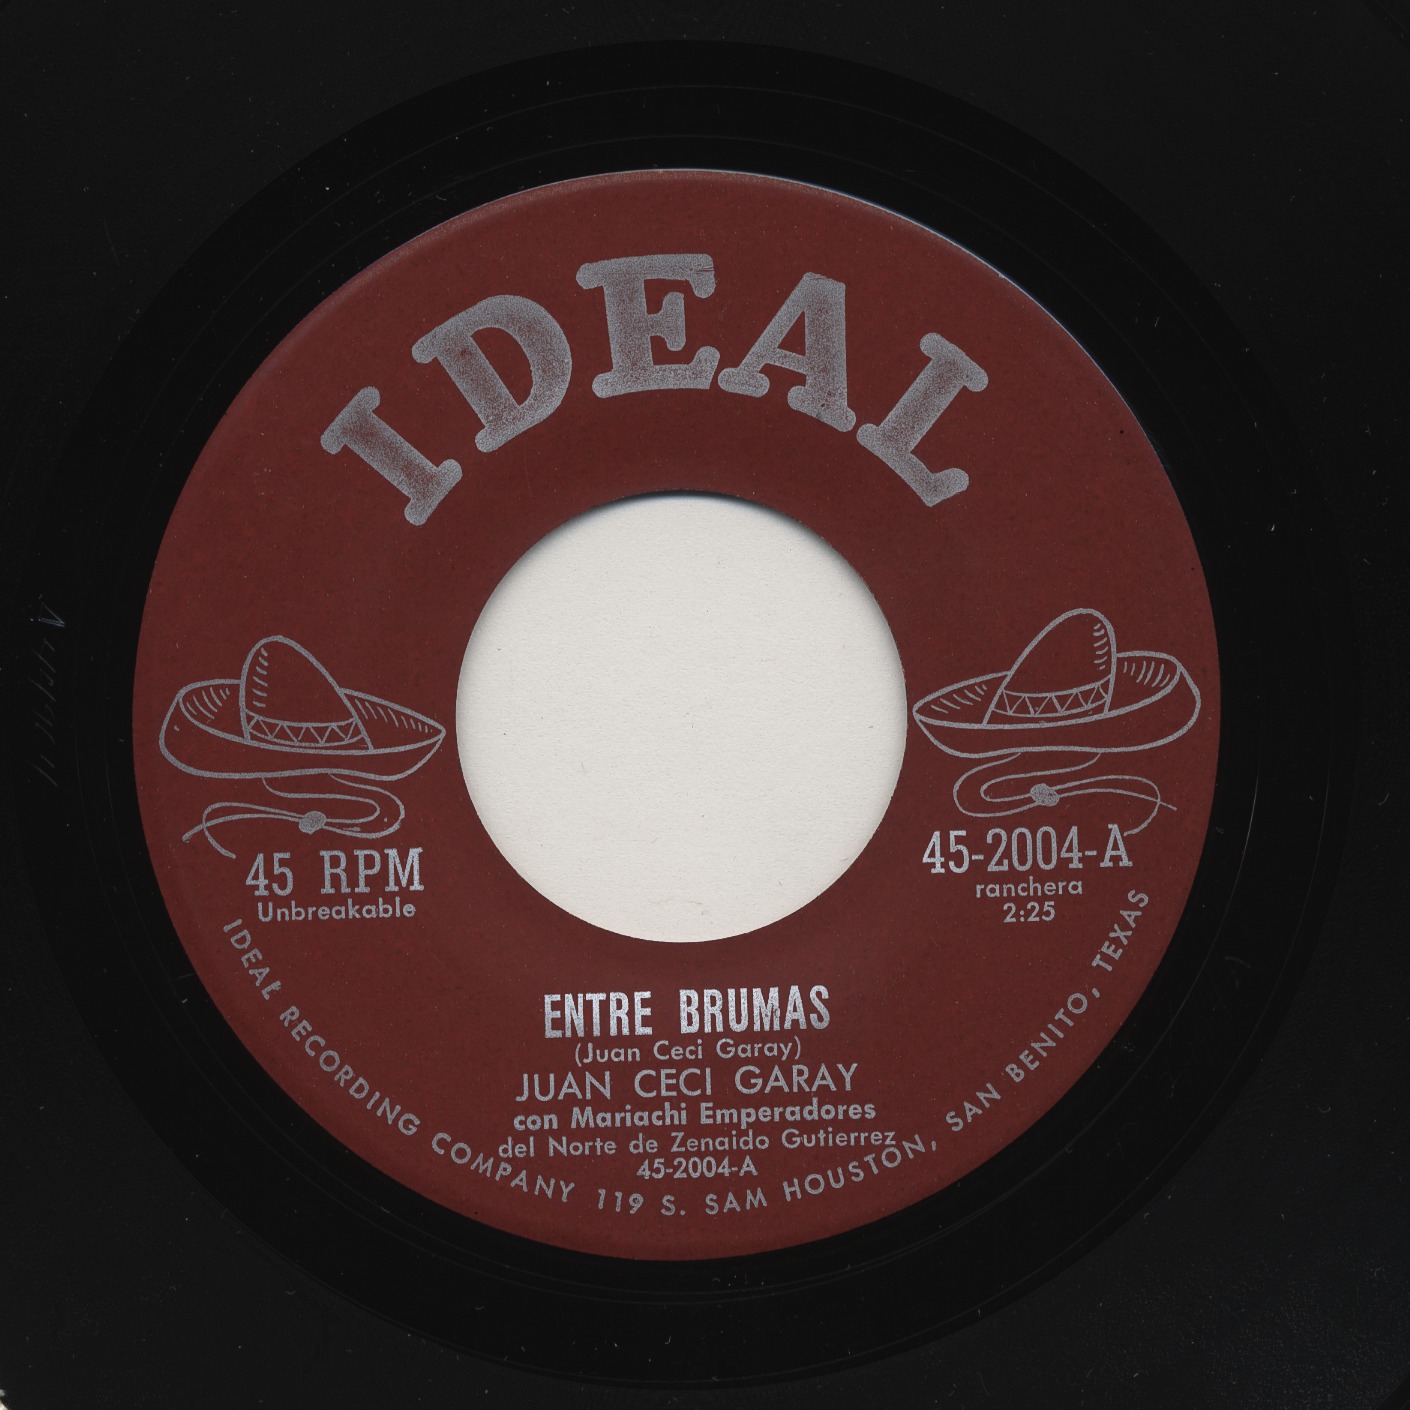 IDEAL
45 RPM
Unbreakable
45-2004-A
ranchera
2:25
ENTRE BRUMAS
(Juan Ceci Garay)
JUAN CECI GARAY
con Mariachi Emperadores
del Norte de Zenaido Gutierrez
45-2004-A
IDEAL RECORDING COMPANY 119 S. SAM HOUSTON, SAN BENITO, TEXAS